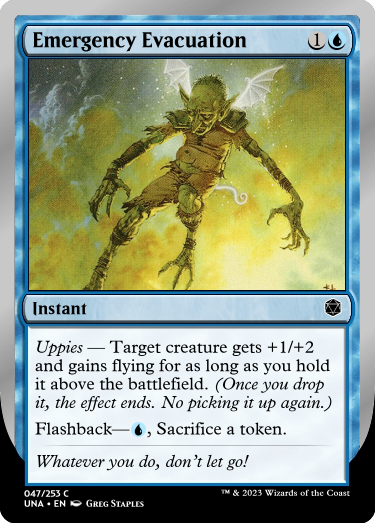 Emergency Evacuation 1
Instant
Uppies — Target creature gets +1/+2
and gains flying for as long as you hold
it above the battlefield. (Once you drop
it, the effect ends. No picking it up again.)
Flashback—, Sacrifice a token.
Whatever you do, don't let go!
047/253 C
UNA • EN Greg Staples
™ & 2023 Wizards of the Coast